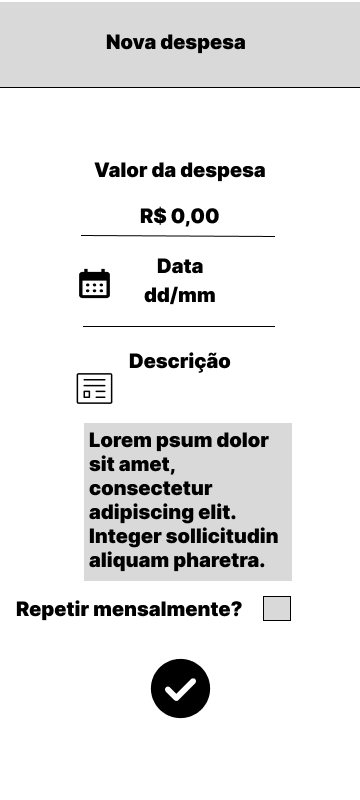 Nova despesa
Valor da despesa
R$ 0,00
Data
dd/mm
Descrição
Lorem psum dolor
sit amet,
consectetur
adipiscing elit.
Integer sollicitudin
aliquam pharetra.
Repetir mensalmente?